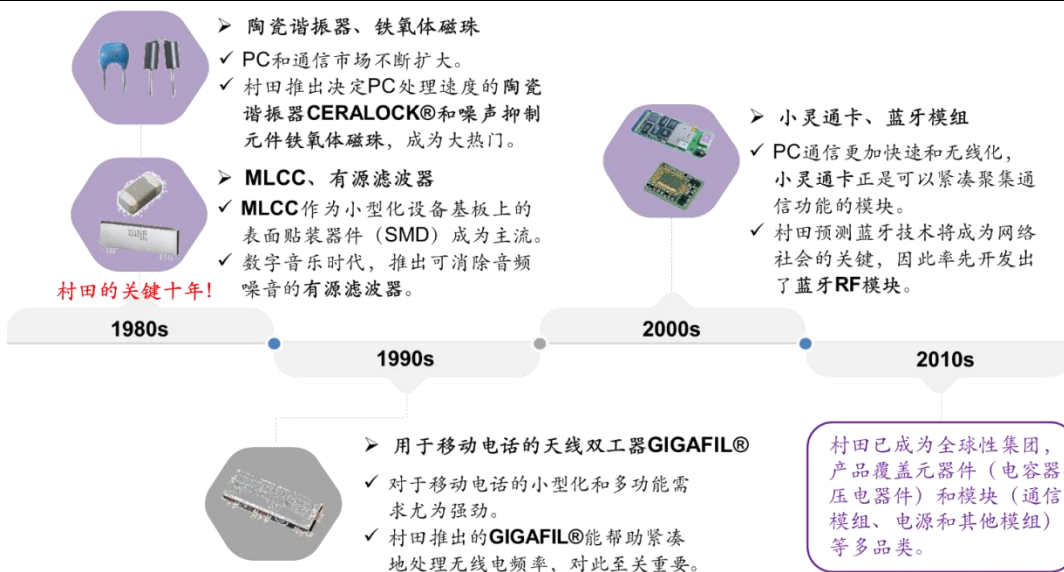 ➢ 陶瓷谐振器、铁氧体磁珠
✓ PC和通信市场不断扩大。
✓ 村田推出决定PC处理速度的陶瓷
谐振器CERALOCK®和噪声抑制
元件铁氧体磁珠，成为大热门。
➢ MLCC、有源滤波器
✓ MLCC作为小型化设备基板上的
表面贴装器件（SMD）成为主流。
✓ 数字音乐时代，推出可消除音频
噪音的有源滤波器。
村田的关键十年!
1980s
1990s
➢ 用于移动电话的天线双工器GIGAFIL®
✓ 对于移动电话的小型化和多功能需
求尤为强劲。
✓ 村田推出的GIGAFIL®能帮助紧凑
地处理无线电频率，对此至关重要。
➢ 小灵通卡、蓝牙模组
✓ PC通信更加快速和无线化，
小灵通卡正是可以紧凑聚集通
信功能的模块。
✓ 村田预测蓝牙技术将成为网络
社会的关键，因此率先开发出
了蓝牙RF模块。
2000s
2010s
村田已成为全球性集团，
产品覆盖元器件（电容器
压电器件）和模块（通信
模组、电源和其他模组）
等多品类。